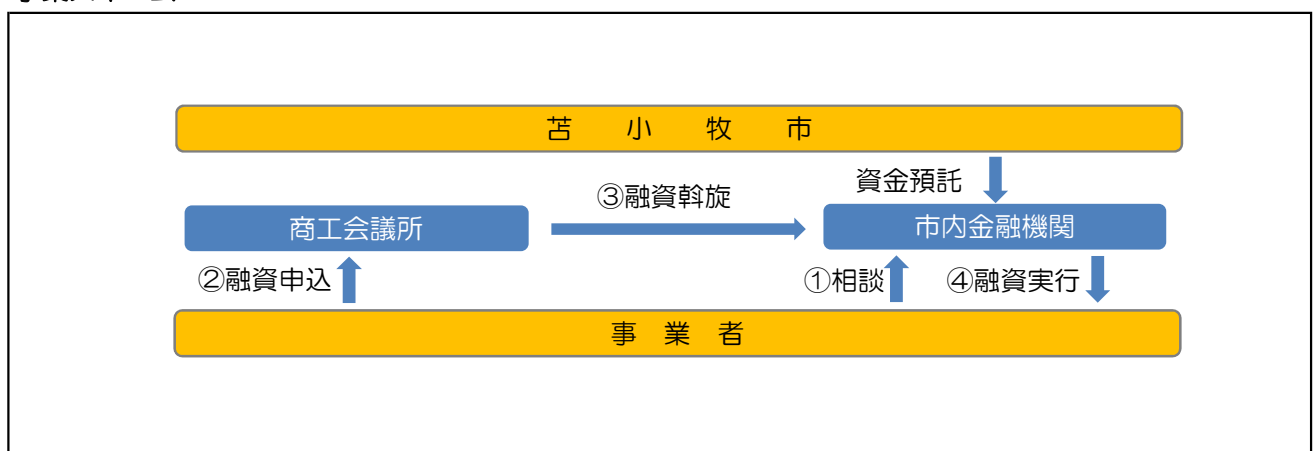 苫小牧市
資金預託
③融資斡旋
商工会議所
市内金融機関
②融資申込
①相談
④融資実行
事業者